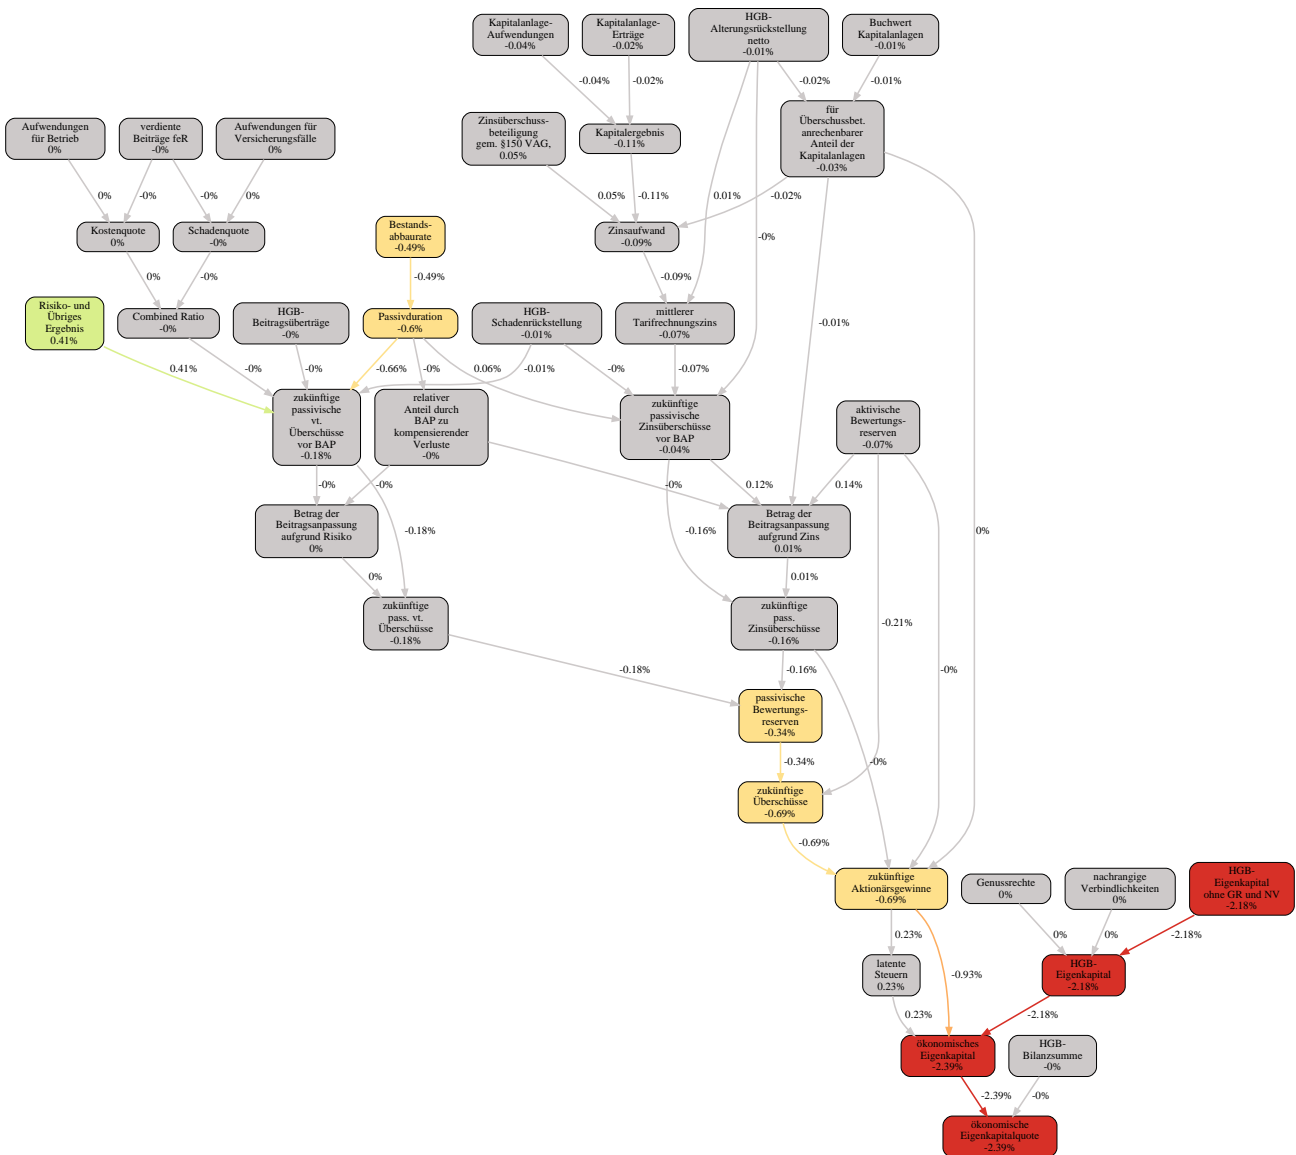 Kapitalanlage-
Aufwendungen
-0.04%
Kapitalanlage-
Erträge
-0.02%
HGB-
Alterungsrückstellung
netto
-0.01%
Buchwert
Kapitalanlagen
-0.01%
-0.04%
-0.02%
-0.02%
-0.01%
Aufwendungen
für Betrieb
0%
verdiente
Beiträge feR
-0%
Aufwendungen für
Versicherungsfälle
0%
Zinsüberschuss-
beteiligung
gem. §150 VAG,
0.05%
Kapitalergebnis
-0.11%
für
Überschussbet.
anrechenbarer
Anteil der
Kapitalanlagen
-0.03%
0%
-0%
-0%
0%
0.05%
-0.11%
0.01%
-0.02%
Kostenquote
0%
Schadenquote
-0%
Bestands-
abbaurate
-0.49%
Zinsaufwand
-0.09%
-0%
0%
-0%
-0.49%
-0.09%
Risiko- und
Übriges
Ergebnis
0.41%
Combined Ratio
-0%
HGB-
Beitragsüberträge
-0%
Passivduration
-0.6%
HGB-
Schadenrückstellung
-0.01%
mittlerer
Tarifrechnungszins
-0.07%
-0.01%
0.41%
-0%
-0%
-0.66%
-0%
0.06%
-0.01%
-0%
-0.07%
zukünftige
passivische
vt.
Überschüsse
vor BAP
-0.18%
relativer
Anteil durch
BAP zu
kompensierender
Verluste
-0%
zukünftige
passivische
Zinsüberschüsse
vor BAP
-0.04%
aktivische
Bewertungs-
reserven
-0.07%
-0%
-0%
-0%
0.12%
0.14%
Betrag der
Beitragsanpassung
aufgrund Risiko
0%
-0.18%
-0.16%
Betrag der
Beitragsanpassung
aufgrund Zins
0.01%
0%
0%
0.01%
zukünftige
pass. vt.
Überschüsse
-0.18%
zukünftige
pass.
Zinsüberschüsse
-0.16%
-0.21%
-0.18%
-0.16%
-0%
passivische
Bewertungs-
reserven
-0.34%
-0.34%
-0%
zukünftige
Überschüsse
-0.69%
-0.69%
zukünftige
Aktionärsgewinne
-0.69%
Genussrechte
0%
nachrangige
Verbindlichkeiten
0%
HGB-
Eigenkapital
ohne GR und NV
-2.18%
0.23%
0%
0%
-2.18%
latente
Steuern
0.23%
-0.93%
HGB-
Eigenkapital
-2.18%
0.23%
-2.18%
ökonomisches
Eigenkapital
-2.39%
HGB-
Bilanzsumme
-0%
-2.39%
-0%
ökonomische
Eigenkapitalquote
-2.39%